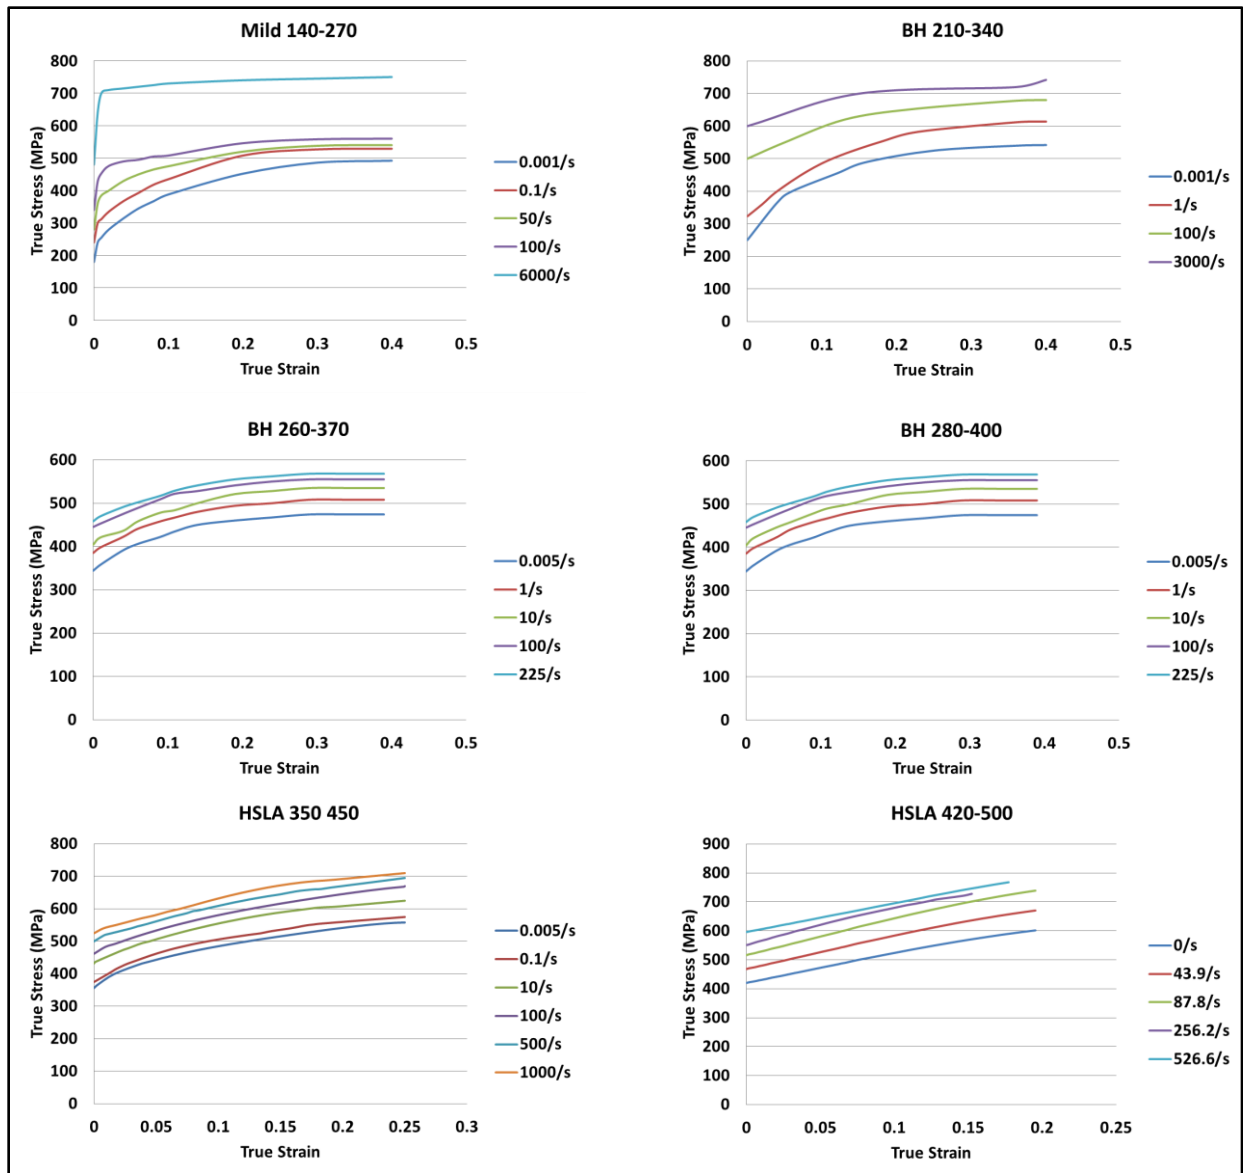 Mild 140-270
True Stress (MPa)
800
700
600
500
400
300
200
100
0
0 0.1 0.2 0.3 0.4 0.5
True Strain
0.001/s
0.1/s
50/s
100/s
6000/s
BH 210-340
True Stress (MPa)
800
700
600
500
400
300
200
100
0
0 0.1 0.2 0.3 0.4 0.5
True Strain
0.001/s
1/s
100/s
3000/s
BH 260-370
True Stress (MPa)
600
500
400
300
200
100
0
0 0.1 0.2 0.3 0.4 0.5
True Strain
0.005/s
1/s
10/s
100/s
225/s
BH 280-400
True Stress (MPa)
600
500
400
300
200
100
0
0 0.1 0.2 0.3 0.4 0.5
True Strain
0.005/s
1/s
10/s
100/s
225/s
HSLA 350 450
True Stress (MPa)
800
700
600
500
400
300
200
100
0
0 0.05 0.1 0.15 0.2 0.25 0.3
True Strain
0.005/s
0.1/s
10/s
100/s
500/s
1000/s
HSLA 420-500
True Stress (MPa)
900
800
700
600
500
400
300
200
100
0
0 0.05 0.1 0.15 0.2 0.25
True Strain
0/s
43.9/s
87.8/s
256.2/s
526.6/s